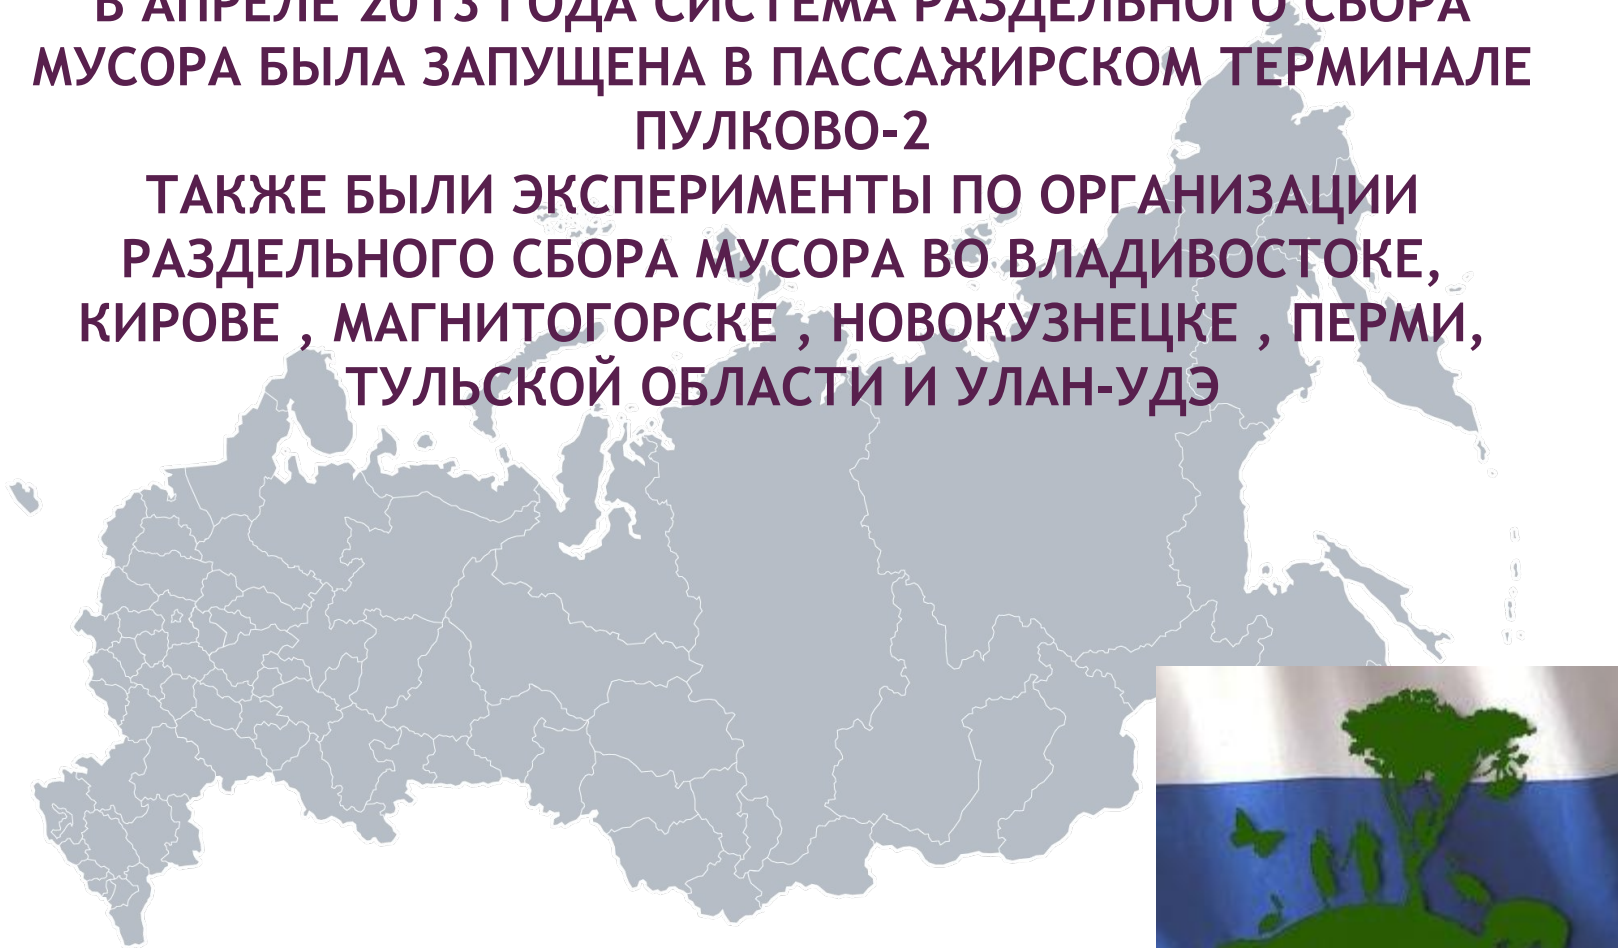 В АПРЕЛЕ 2013 ГОДА СИСТЕМА РАЗДЕЛЬНОГО СБОРА
МУСОРА БЫЛА ЗАПУЩЕНА В ПАССАЖИРСКОМ ТЕРМИНАЛЕ
ПУЛКОВО-2
ТАКЖЕ БЫЛИ ЭКСПЕРИМЕНТЫ ПО ОРГАНИЗАЦИИ
РАЗДЕЛЬНОГО СБОРА МУСОРА ВО ВЛАДИВОСТОКЕ,
КИРОВЕ , МАГНИТОГОРСКЕ , НОВОКУЗНЕЦКЕ , ПЕРМИ,
ТУЛЬСКОЙ ОБЛАСТИ И УЛАН-УДЭ